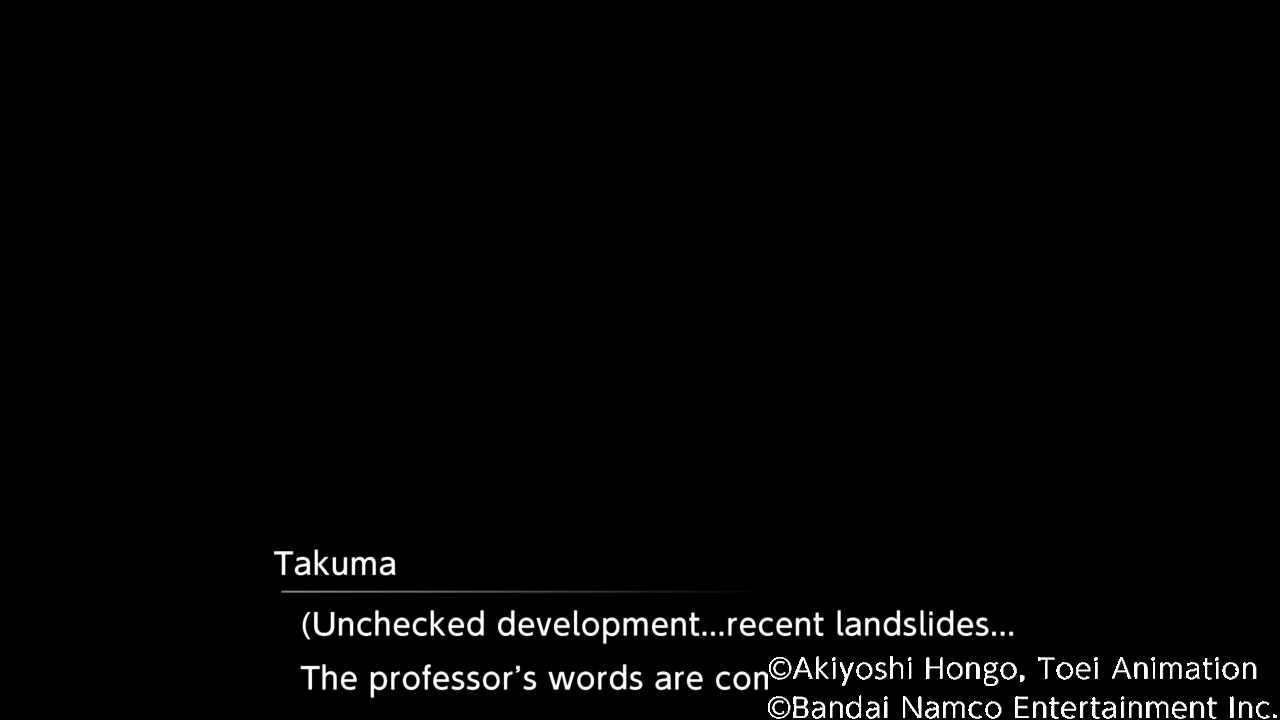 Takuma
(Unchecked development...recent landslides...
The professor's words are con
©Akiyoshi Hongo, Toei Animation
©Bandai Namco Entertainment Inc.